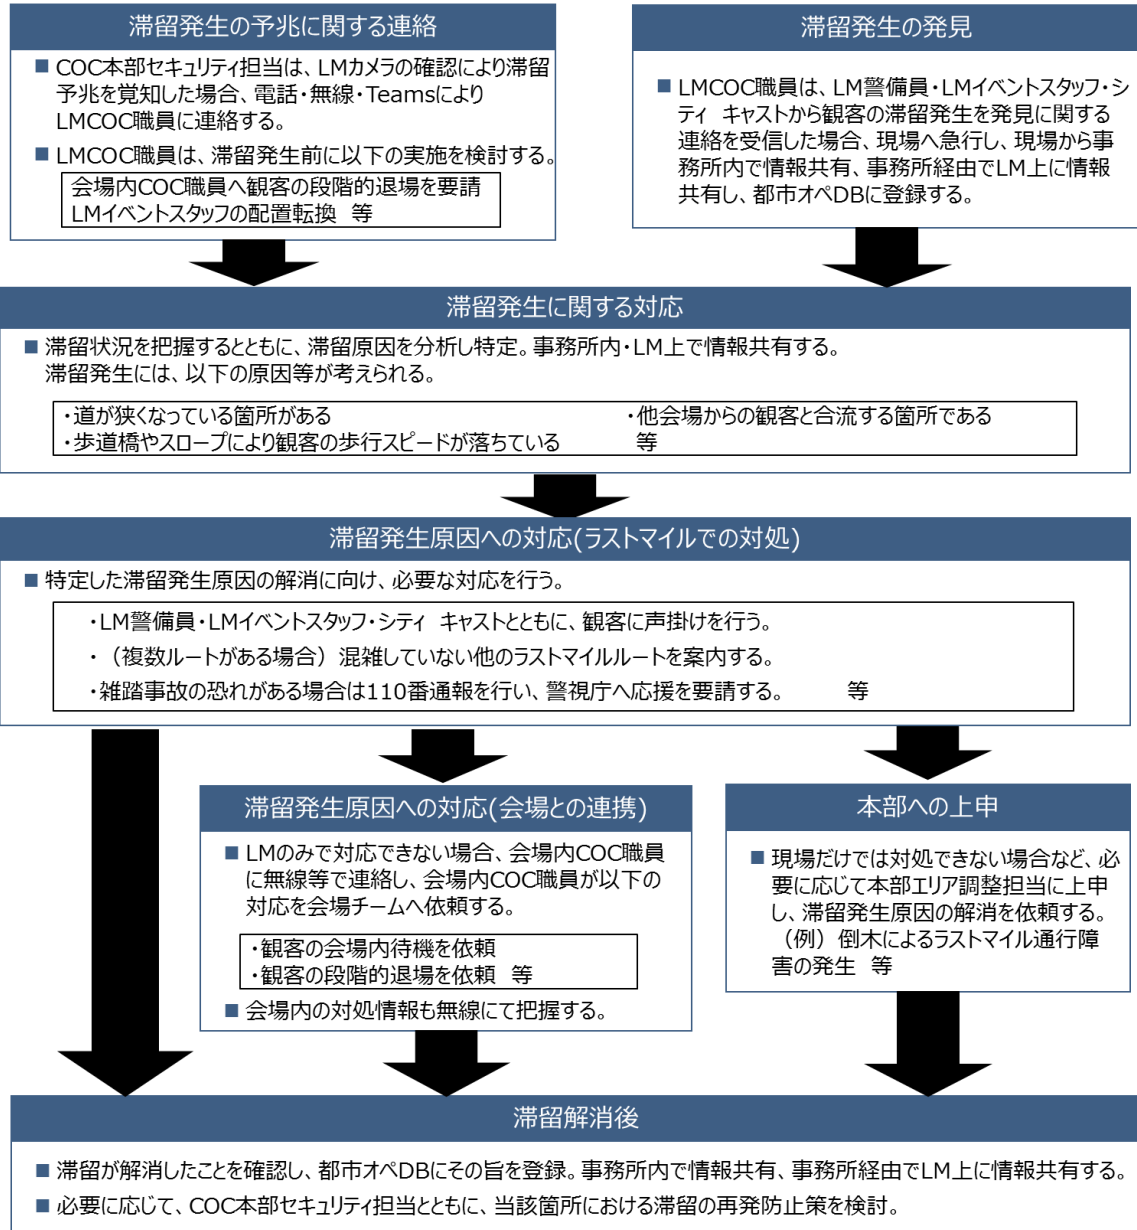 滞留発生の予兆に関する連絡
■ COC本部セキュリティ担当は、LMカメラの確認により滞留
予兆を覚知した場合、電話・無線・Teamsにより
LMCOC職員に連絡する。
■ LMCOC職員は、滞留発生前に以下の実施を検討する。
会場内COC職員へ観客の段階的退場を要請
LMイベントスタッフの配置転換 等
滞留発生の発見
■ LMCOC職員は、LM警備員・LMイベントスタッフ・シ
ティ キャストから観客の滞留発生を発見に関する
連絡を受信した場合、現場へ急行し、現場から事
務所内で情報共有、事務所経由でLM上に情報
共有し、都市オペDBに登録する。
滞留発生に関する対応
■ 滞留状況を把握するとともに、滞留原因を分析し特定。事務所内・LM上で情報共有する。
滞留発生には、以下の原因等が考えられる。
・道が狭くなっている箇所がある ・他会場からの観客と合流する箇所である
・歩道橋やスロープにより観客の歩行スピードが落ちている 等
滞留発生原因への対応(ラストマイルでの対処)
■ 特定した滞留発生原因の解消に向け、必要な対応を行う。
・LM警備員・LMイベントスタッフ・シティ キャストとともに、観客に声掛けを行う。
・（複数ルートがある場合）混雑していない他のラストマイルルートを案内する。
・雑踏事故の恐れがある場合は110番通報を行い、警視庁へ応援を要請する。 等
滞留発生原因への対応(会場との連携)
■ LMのみで対応できない場合、会場内COC職員
に無線等で連絡し、会場内COC職員が以下の
対応を会場チームへ依頼する。
・観客の会場内待機を依頼
・観客の段階的退場を依頼 等
■ 会場内の対処情報も無線にて把握する。
本部への上申
■ 現場だけでは対処できない場合など、必
要に応じて本部エリア調整担当に上申
し、滞留発生原因の解消を依頼する。
（例）倒木によるラストマイル通行障
害の発生 等
滞留解消後
■ 滞留が解消したことを確認し、都市オペDBにその旨を登録。事務所内で情報共有、事務所経由でLM上に情報共有する。
■ 必要に応じて、COC本部セキュリティ担当とともに、当該箇所における滞留の再発防止策を検討。